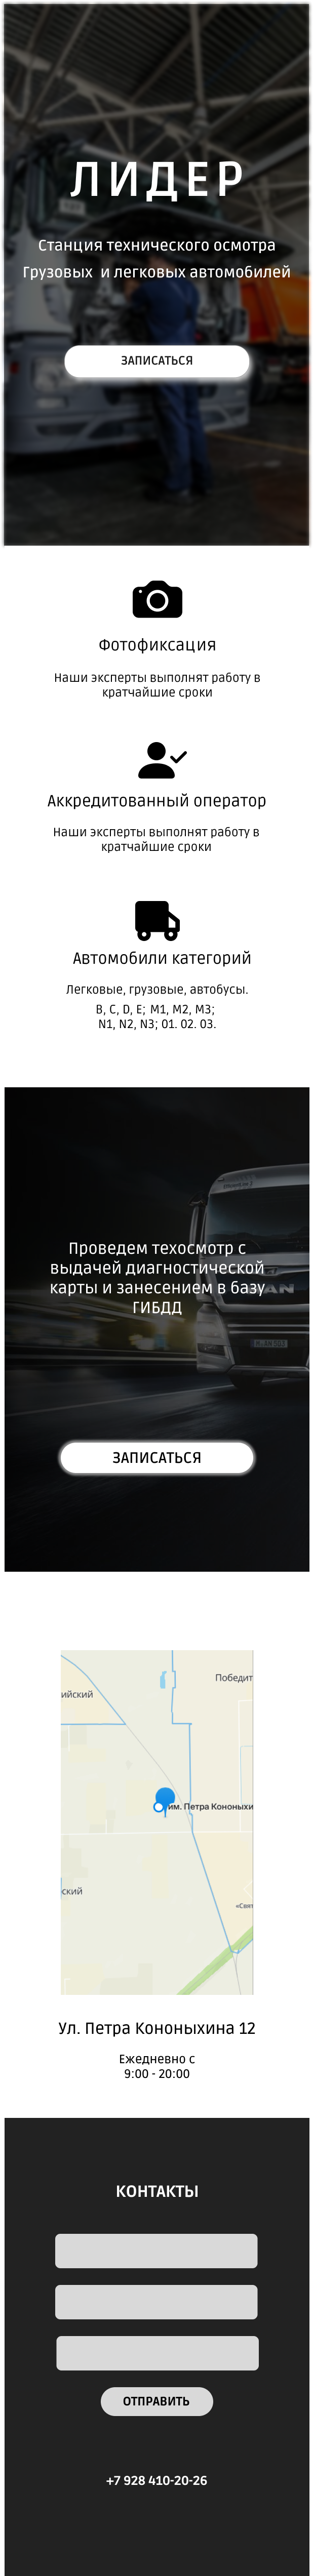 ЛИДЕР
Станция технического осмотра
Грузовых и легковых автомобилей
ЗАПИСАТЬСЯ
Фотофиксация
Наши эксперты выполнят работу в
кратчайшие сроки
Аккредитованный оператор
Наши эксперты выполнят работу в
кратчайшие сроки
Автомобили категорий
Легковые, грузовые, автобусы.
B, C, D, E; M1, M2, M3;
N1, N2, N3; 01. 02. 03.
Проведем техосмотр с
выдачей диагностической
карты и занесением в базу
ГИБДД
ЗАПИСАТЬСЯ
Победит
ийский
им. Петра Кононыхи
ский
«Свят
Ул. Петра Кононыхина 12
Ежедневно с
9:00 - 20:00
КОНТАКТЫ
ОТПРАВИТЬ
+7 928 410-20-26